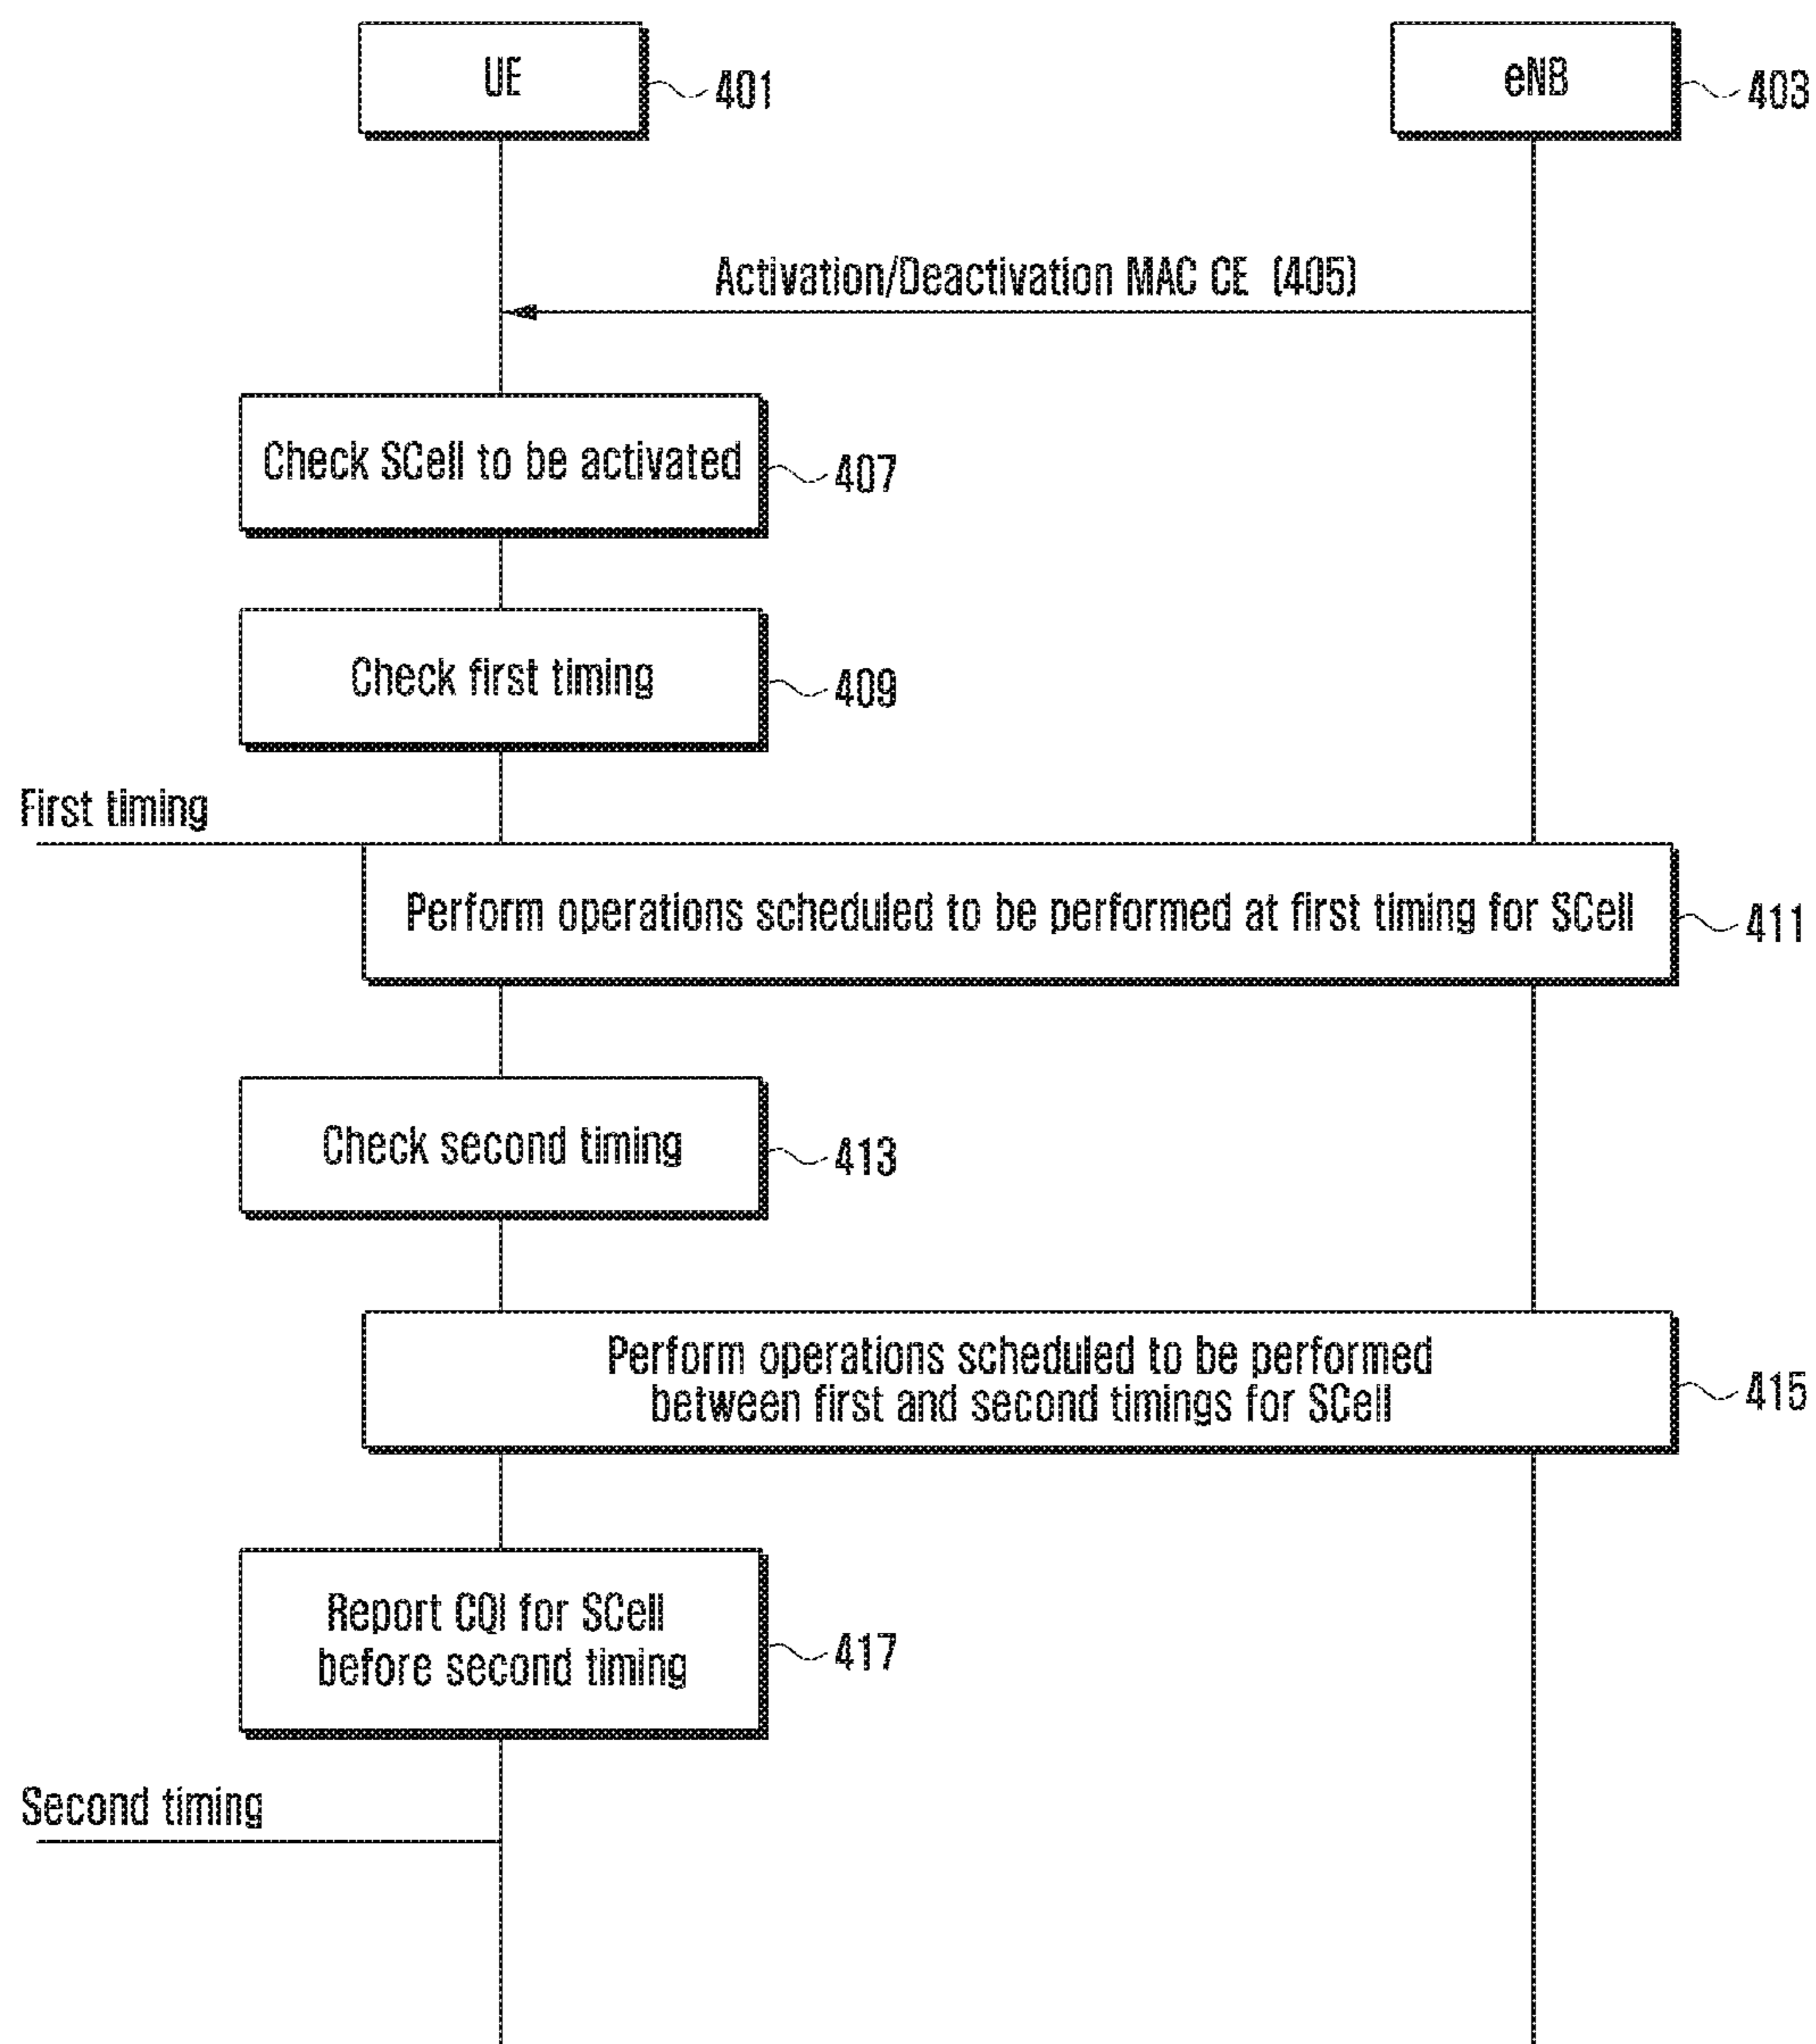 UE
401
eNB
403
Activation/Deactivation MAC CE (405)
Check SCell to be activated
407
Check first timing
409
First timing
Perform operations scheduled to be performed at first timing for SCell
411
Check second timing
413
Perform operations scheduled to be performed
between first and second timings for SCell
415
Report CQI for SCell
before second timing
417
Second timing